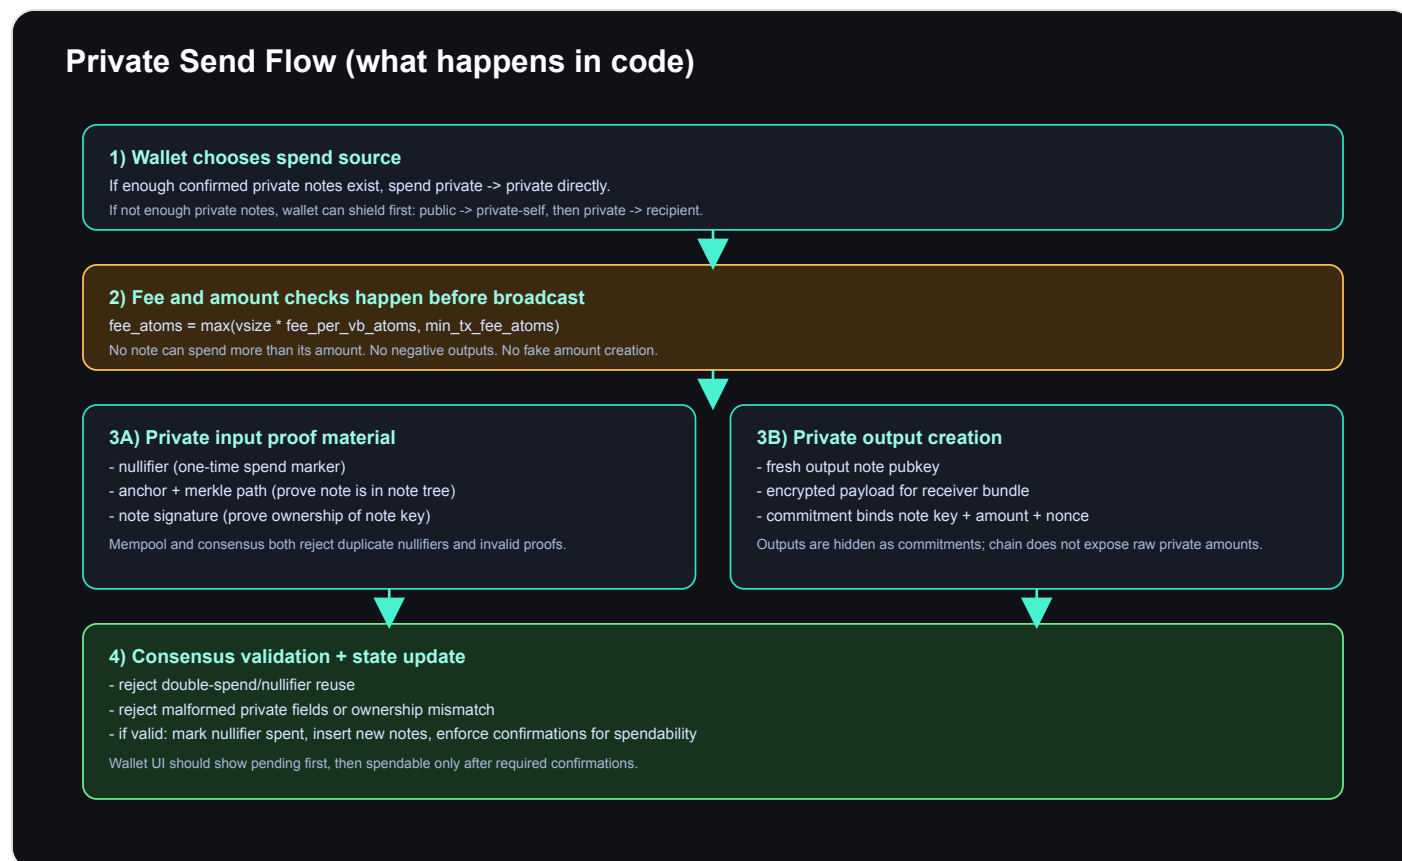 Private Send Flow (what happens in code)
1) Wallet chooses spend source
If enough confirmed private notes exist, spend private -> private directly.
If not enough private notes, wallet can shield first: public -> private-self, then private -> recipient.
2) Fee and amount checks happen before broadcast
fee_atoms = max(vsize * fee_per_vb_atoms, min_tx_fee_atoms)
No note can spend more than its amount. No negative outputs. No fake amount creation.
3A) Private input proof material
- nullifier (one-time spend marker)
- anchor + merkle path (prove note is in note tree)
- note signature (prove ownership of note key)
Mempool and consensus both reject duplicate nullifiers and invalid proofs.
3B) Private output creation
- fresh output note pubkey
- encrypted payload for receiver bundle
- commitment binds note key + amount + nonce
Outputs are hidden as commitments; chain does not expose raw private amounts.
4) Consensus validation + state update
- reject double-spend/nullifier reuse
- reject malformed private fields or ownership mismatch
- if valid: mark nullifier spent, insert new notes, enforce confirmations for spendability
Wallet UI should show pending first, then spendable only after required confirmations.